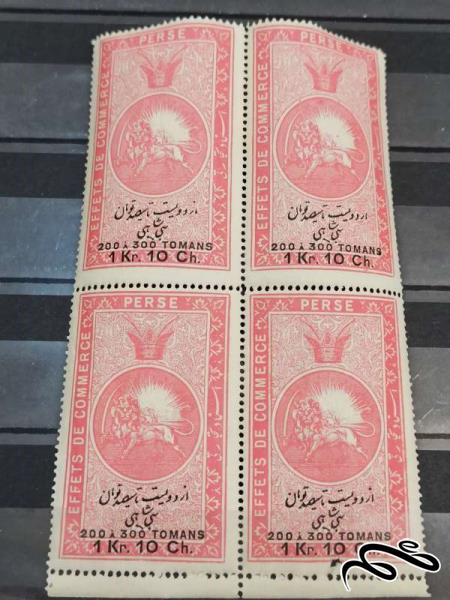 PERSE
EFFETS DE COMMERCE
از دویست تا سیصد تومان
سی شاهی
200 À 300 TOMANS
1 Kr. 10 Ch.
PERSE
EFFETS DE COMMERCE
از دویست تا سیصد تومان
سی شاهی
200 À 300 TOMANS
1 Kr. 10 Ch.
PERSE
EFFETS DE COMMERCE
از دویست تا سیصد تومان
سی شاهی
200 À 300 TOMANS
1 Kr. 10 Ch.
PERSE
EFFETS DE COMMERCE
از دویست تا سیصد تومان
سی شاهی
200 À 300 TOMANS
1 Kr. 10 Ch.